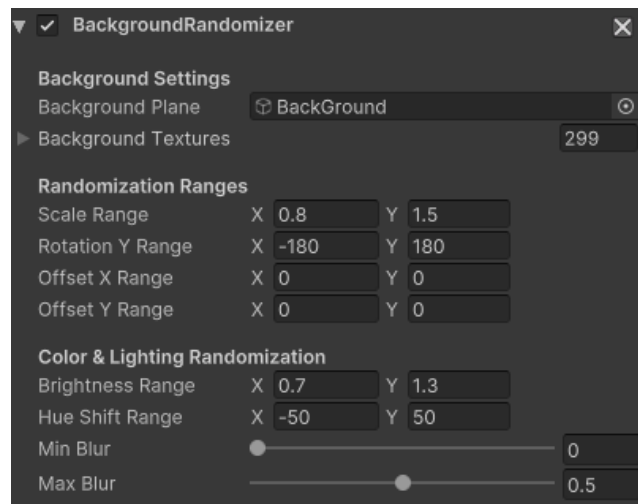 BackgroundRandomizer
Background Settings
Background Plane BackGround
Background Textures 299
Randomization Ranges
Scale Range X 0.8 Y 1.5
Rotation Y Range X -180 Y 180
Offset X Range X 0 Y 0
Offset Y Range X 0 Y 0
Color & Lighting Randomization
Brightness Range X 0.7 Y 1.3
Hue Shift Range X -50 Y 50
Min Blur 0
Max Blur 0.5